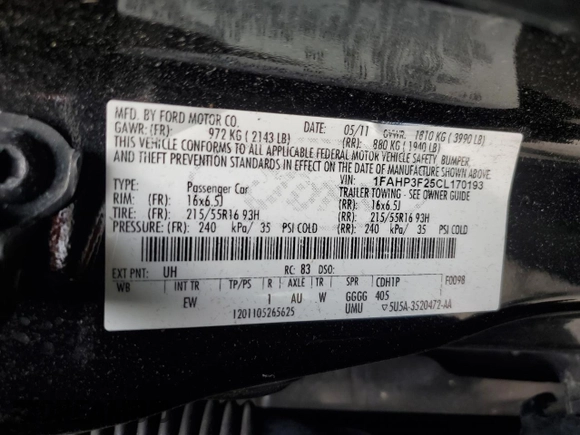 MFD. BY FORD MOTOR CO.
DATE: 05/11 GVWR: 1810 KG ( 3990 LB)
GAWR: (FR) 972 KG ( 2143 LB) (RR): 880 KG ( 1940 LB)
THIS VEHICLE CONFORMS TO ALL APPLICABLE FEDERAL MOTOR VEHICLE SAFETY, BUMPER,
AND THEFT PREVENTION STANDARDS IN EFFECT ON THE DATE OF MANUFACTURE SHOWN ABOVE.
VIN: 1FAHP3F25CL170193
TYPE: Passenger Car TRAILER TOWING - SEE OWNER GUIDE
RIM: (FR) 16x6.5J (RR): 16x6.5J
TIRE: (FR) 215/55R16 93H (RR): 215/55R16 93H
PRESSURE: (FR) 240 kPa/ 35 PSI COLD (RR): 240 kPa/ 35 PSI COLD
EXT PNT: UH RC: 83 DSO: F0098
WB INT TR TP/PS R AXLE TR SPR CDH1P
EW I AU W GGGG 405
1201105265625 UMU 5U5A-3520472-AA